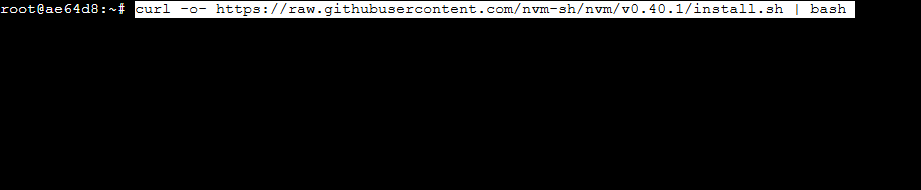 root@ae64d8:~# curl -o- https://raw.githubusercontent.com/nvm-sh/nvm/v0.40.1/install.sh | bash